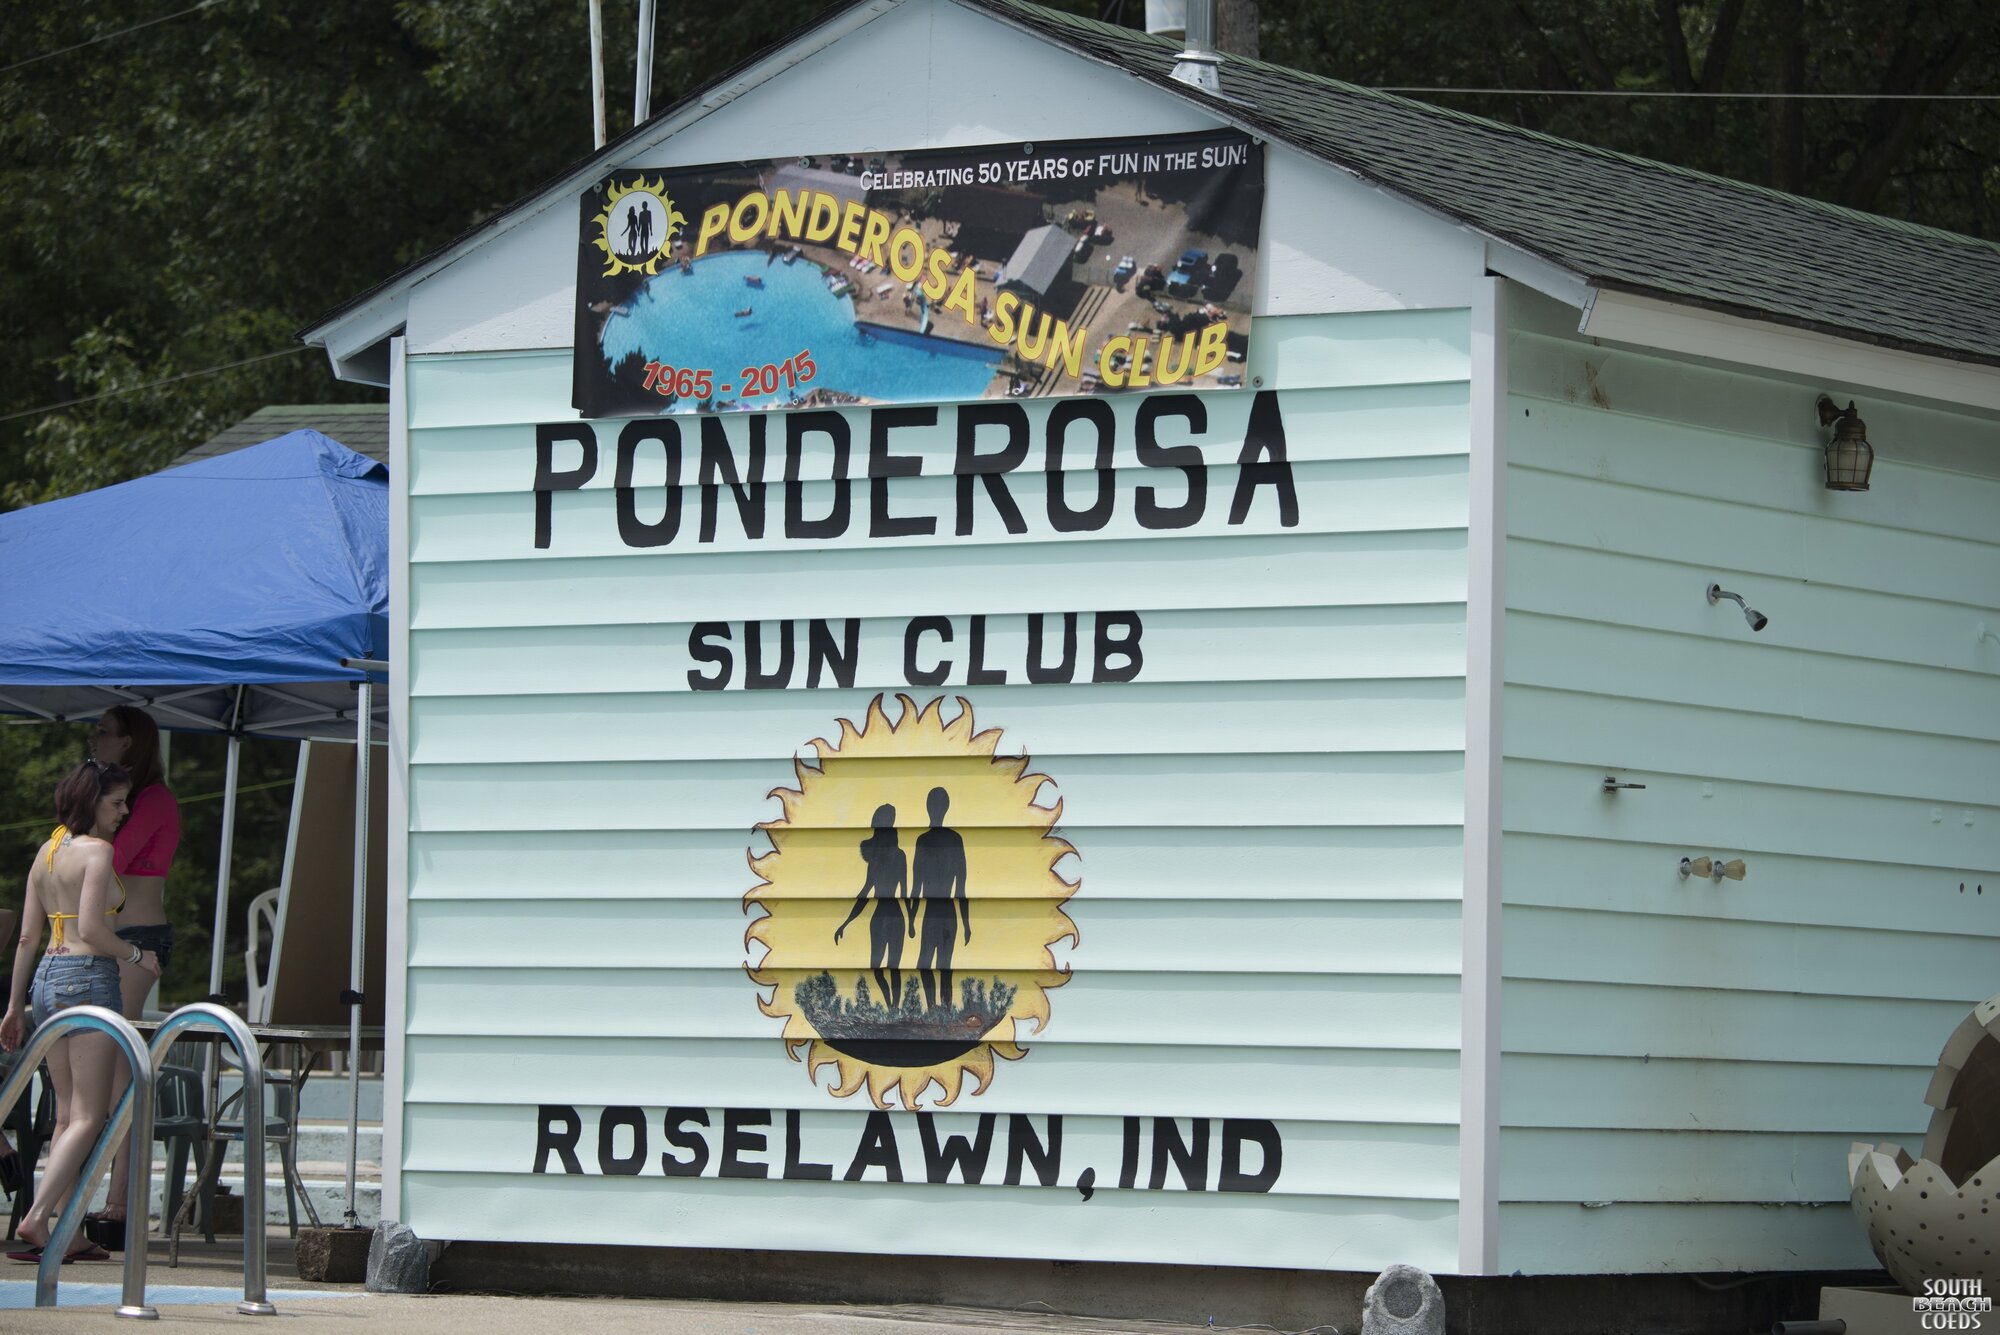 CELEBRATING 50 YEARS OF FUN IN THE SUN!
PONDEROSA SUN CLUB
1965 - 2015
PONDEROSA
SUN CLUB
ROSELAWN, IND
SOUTH
BEACH
COEDS